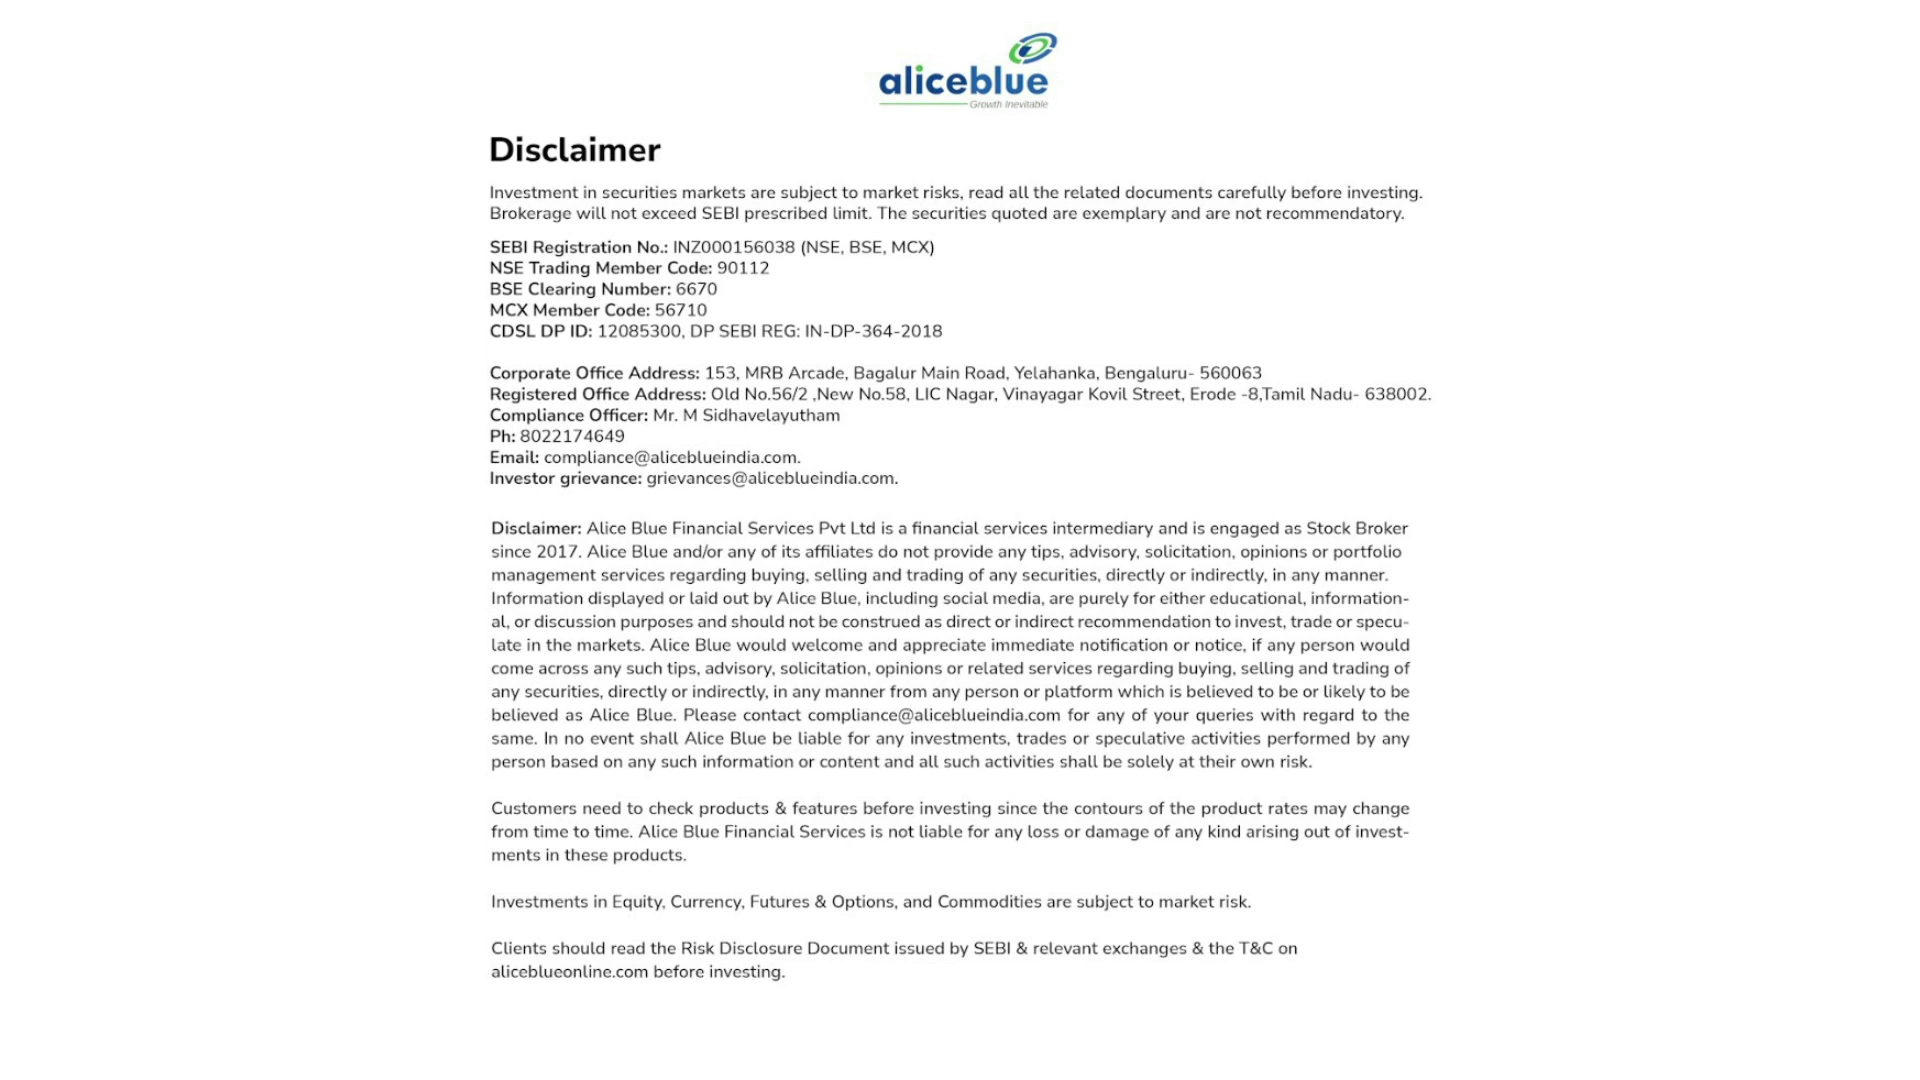 aliceblue
Growth Inevitable
Disclaimer
Investment in securities markets are subject to market risks, read all the related documents carefully before investing.
Brokerage will not exceed SEBI prescribed limit. The securities quoted are exemplary and are not recommendatory.
SEBI Registration No.: INZ000156038 (NSE, BSE, MCX)
NSE Trading Member Code: 90112
BSE Clearing Number: 6670
MCX Member Code: 56710
CDSL DP ID: 12085300, DP SEBI REG: IN-DP-364-2018
Corporate Office Address: 153, MRB Arcade, Bagalur Main Road, Yelahanka, Bengaluru- 560063
Registered Office Address: Old No.56/2 ,New No.58, LIC Nagar, Vinayagar Kovil Street, Erode -8,Tamil Nadu- 638002.
Compliance Officer: Mr. M Sidhavelayutham
Ph: 8022174649
Email: compliance@aliceblueindia.com.
Investor grievance: grievances@aliceblueindia.com.
Disclaimer: Alice Blue Financial Services Pvt Ltd is a financial services intermediary and is engaged as Stock Broker
since 2017. Alice Blue and/or any of its affiliates do not provide any tips, advisory, solicitation, opinions or portfolio
management services regarding buying, selling and trading of any securities, directly or indirectly, in any manner.
Information displayed or laid out by Alice Blue, including social media, are purely for either educational, information-
al, or discussion purposes and should not be construed as direct or indirect recommendation to invest, trade or specu-
late in the markets. Alice Blue would welcome and appreciate immediate notification or notice, if any person would
come across any such tips, advisory, solicitation, opinions or related services regarding buying, selling and trading of
any securities, directly or indirectly, in any manner from any person or platform which is believed to be or likely to be
believed as Alice Blue. Please contact compliance@aliceblueindia.com for any of your queries with regard to the
same. In no event shall Alice Blue be liable for any investments, trades or speculative activities performed by any
person based on any such information or content and all such activities shall be solely at their own risk.
Customers need to check products & features before investing since the contours of the product rates may change
from time to time. Alice Blue Financial Services is not liable for any loss or damage of any kind arising out of invest-
ments in these products.
Investments in Equity, Currency, Futures & Options, and Commodities are subject to market risk.
Clients should read the Risk Disclosure Document issued by SEBI & relevant exchanges & the T&C on
aliceblueonline.com before investing.